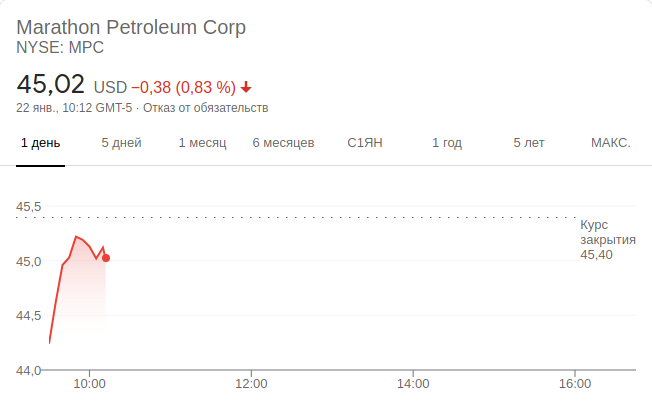 Marathon Petroleum Corp
NYSE: MPC
45,02 USD −0,38 (0,83 %)
22 янв., 10:12 GMT-5 · Отказ от обязательств
1 день 5 дней 1 месяц 6 месяцев С1ЯН 1 год 5 лет МАКС.
45,5
Курс
закрытия
45,40
45,0
44,5
44,0
10:00 12:00 14:00 16:00